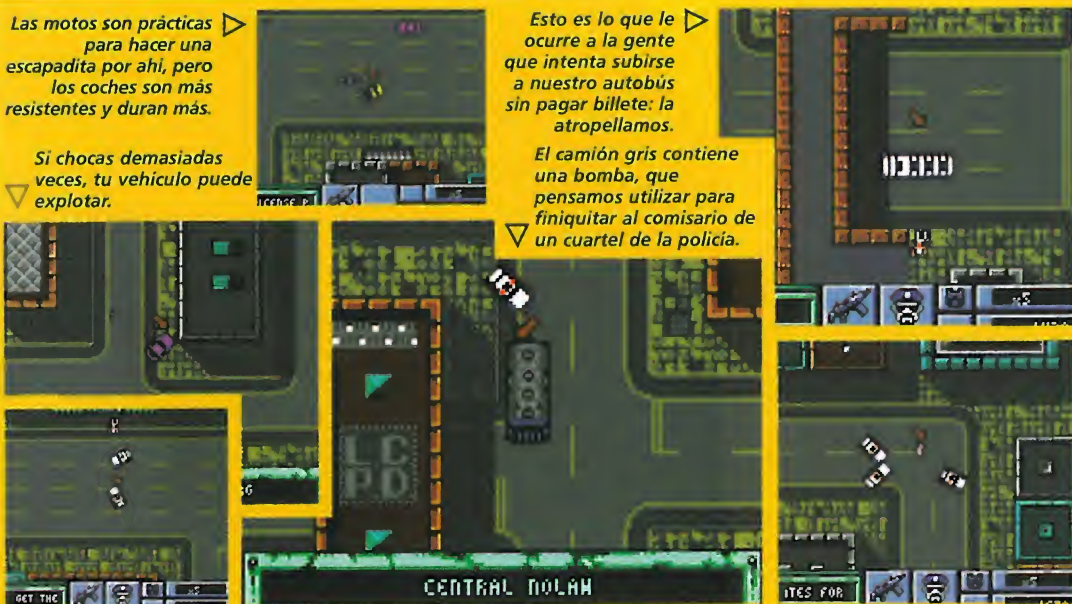 Las motos son prácticas
para hacer una
escapadita por ahí, pero
los coches son más
resistentes y duran más.
Si chocas demasiadas
veces, tu vehículo puede
explotar.
Esto es lo que le
ocurre a la gente
que intenta subirse
a nuestro autobús
sin pagar billete: la
atropellamos.
El camión gris contiene
una bomba, que
pensamos utilizar para
finiquitar al comisario de
un cuartel de la policía.
LC
PD
CENTRAL NOLAN
GET THE
ITES FOR
x5
x5